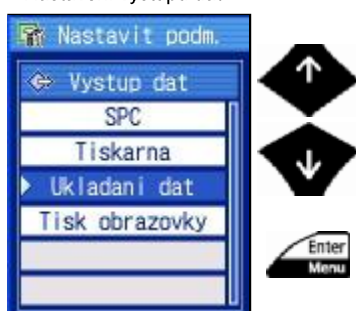 Nastavit podm.
Vystup dat
SPC
Tiskarna
Ukladani dat
Tisk obrazovky
Enter
Menu